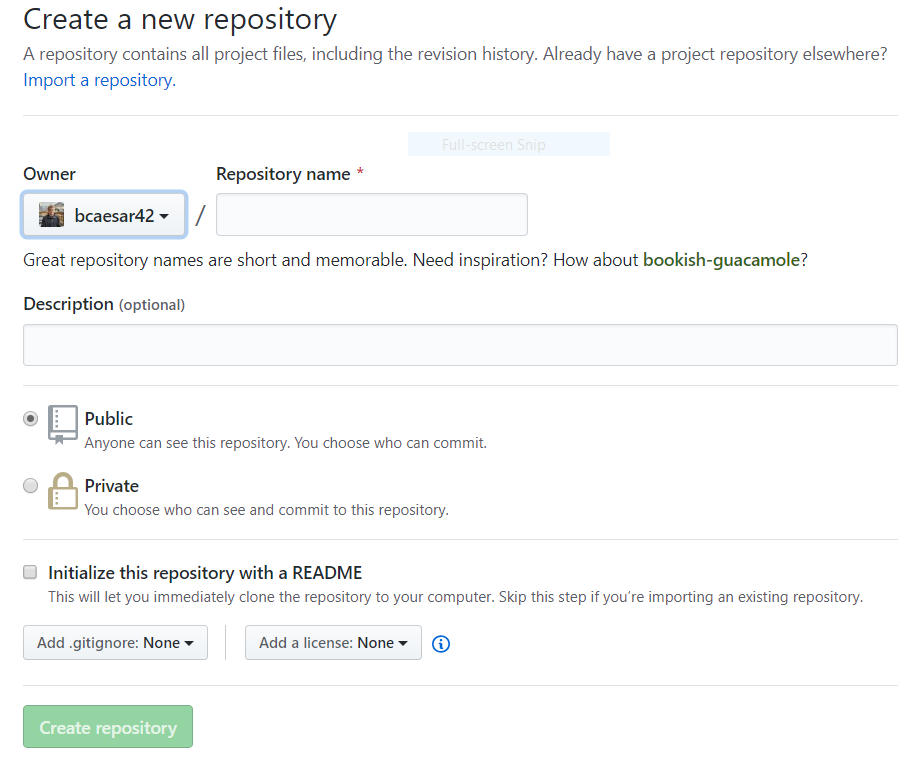 Create a new repository
A repository contains all project files, including the revision history. Already have a project repository elsewhere?
Import a repository.
Full-screen Snip
Owner
Repository name *
bcaesar42
/
Great repository names are short and memorable. Need inspiration? How about bookish-guacamole?
Description (optional)
Public
Anyone can see this repository. You choose who can commit.
Private
You choose who can see and commit to this repository.
Initialize this repository with a README
This will let you immediately clone the repository to your computer. Skip this step if you’re importing an existing repository.
Add .gitignore: None
Add a license: None
Create repository